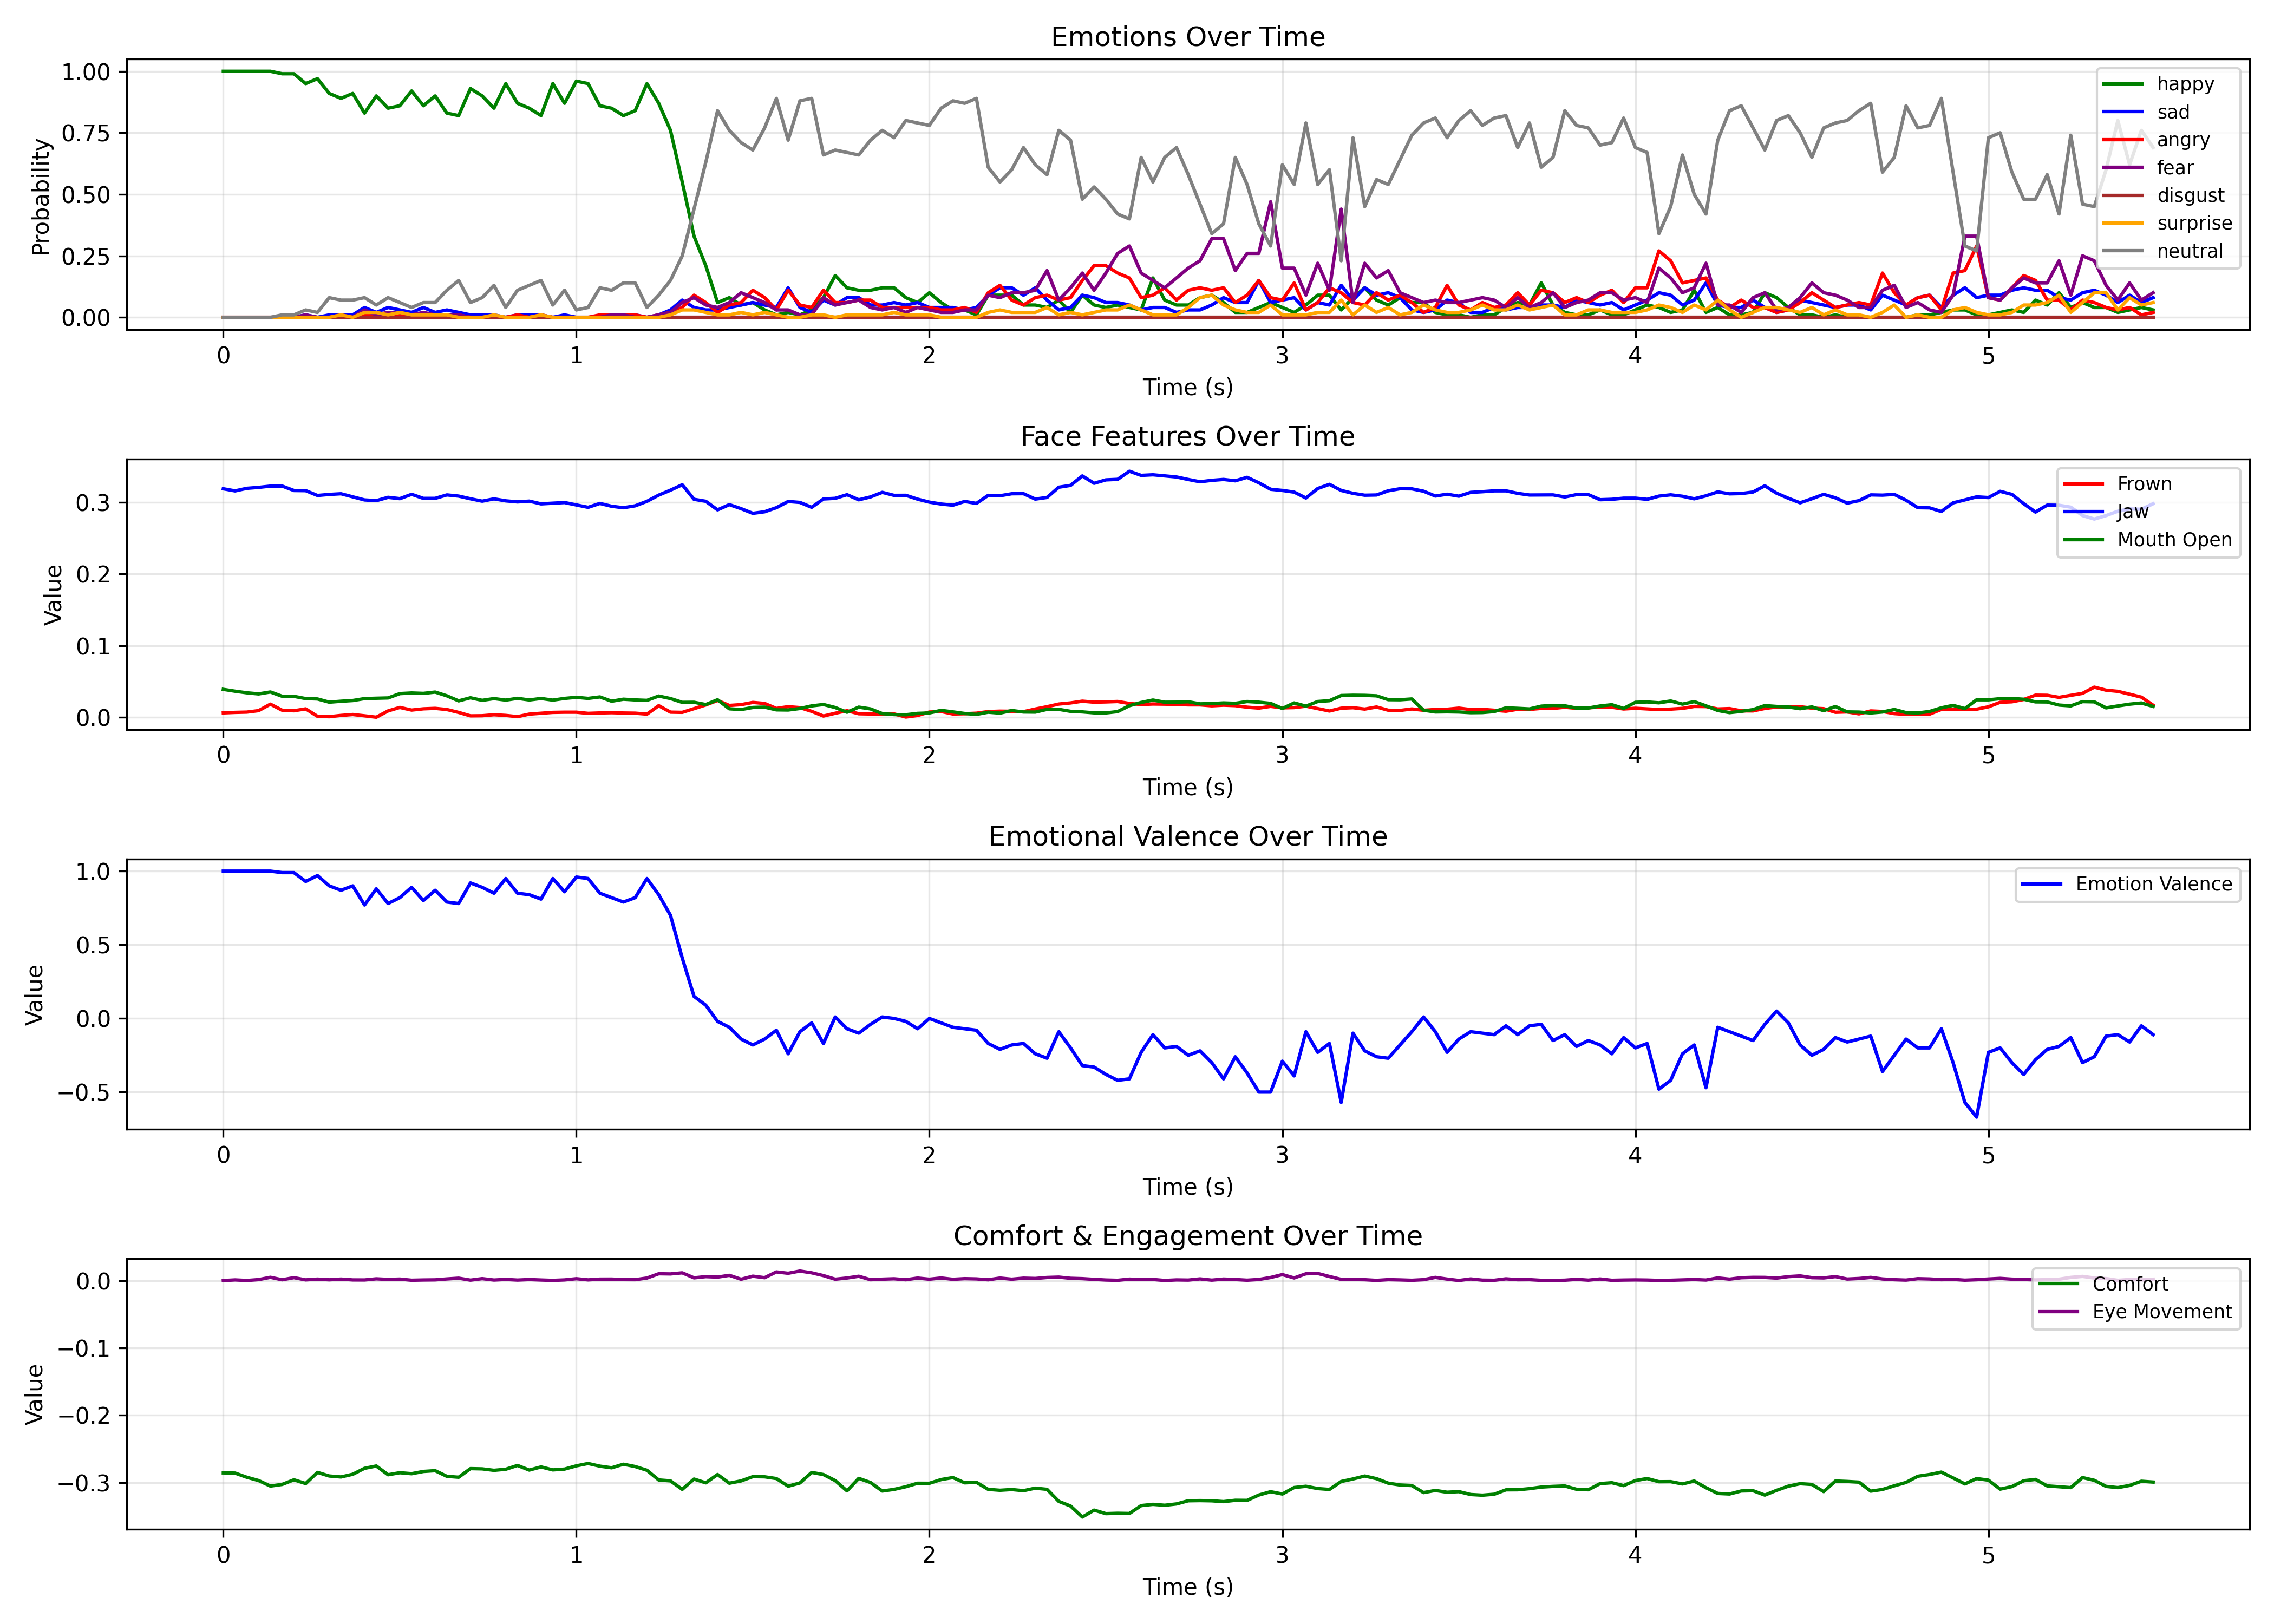 Emotions Over Time
1.00
0.75
0.50
0.25
0.00
Probability
happy
sad
angry
fear
disgust
surprise
neutral
0 1 2 3 4 5
Time (s)
Face Features Over Time
0.3
0.2
0.1
0.0
Value
Frown
Jaw
Mouth Open
0 1 2 3 4 5
Time (s)
Emotional Valence Over Time
1.0
0.5
0.0
−0.5
Value
Emotion Valence
0 1 2 3 4 5
Time (s)
Comfort & Engagement Over Time
0.0
−0.1
−0.2
−0.3
Value
Comfort
Eye Movement
0 1 2 3 4 5
Time (s)